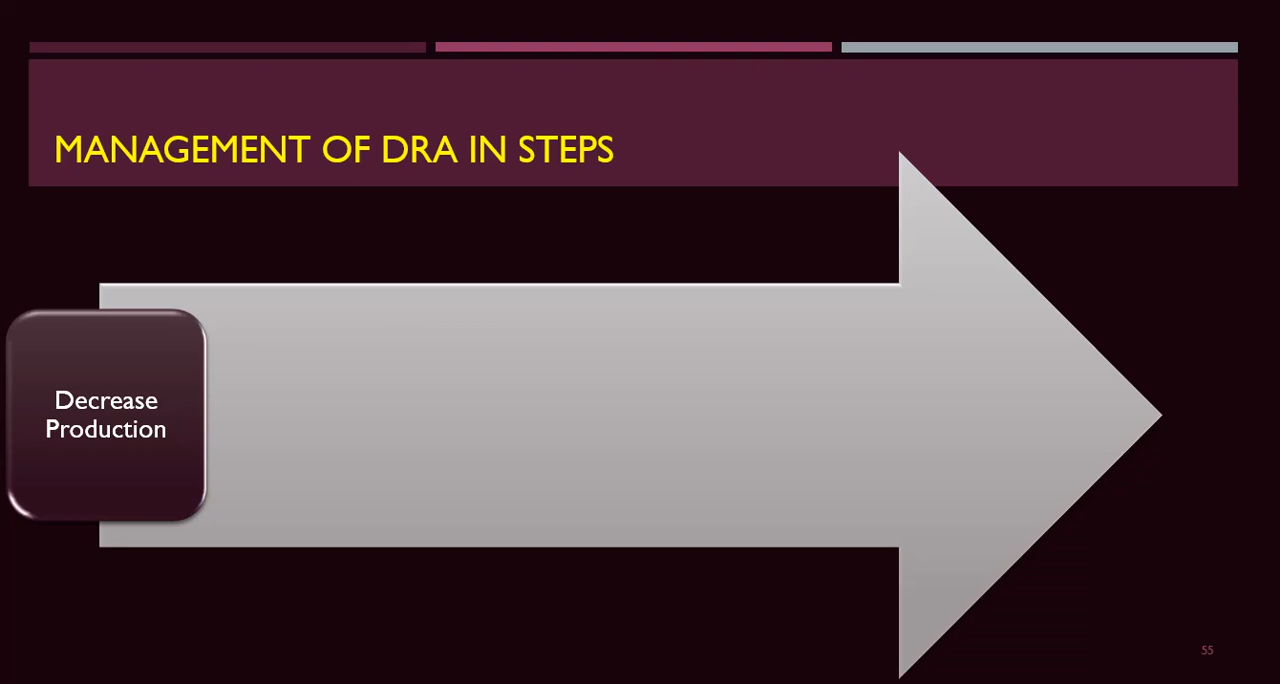 MANAGEMENT OF DRA IN STEPS
Decrease
Production
55